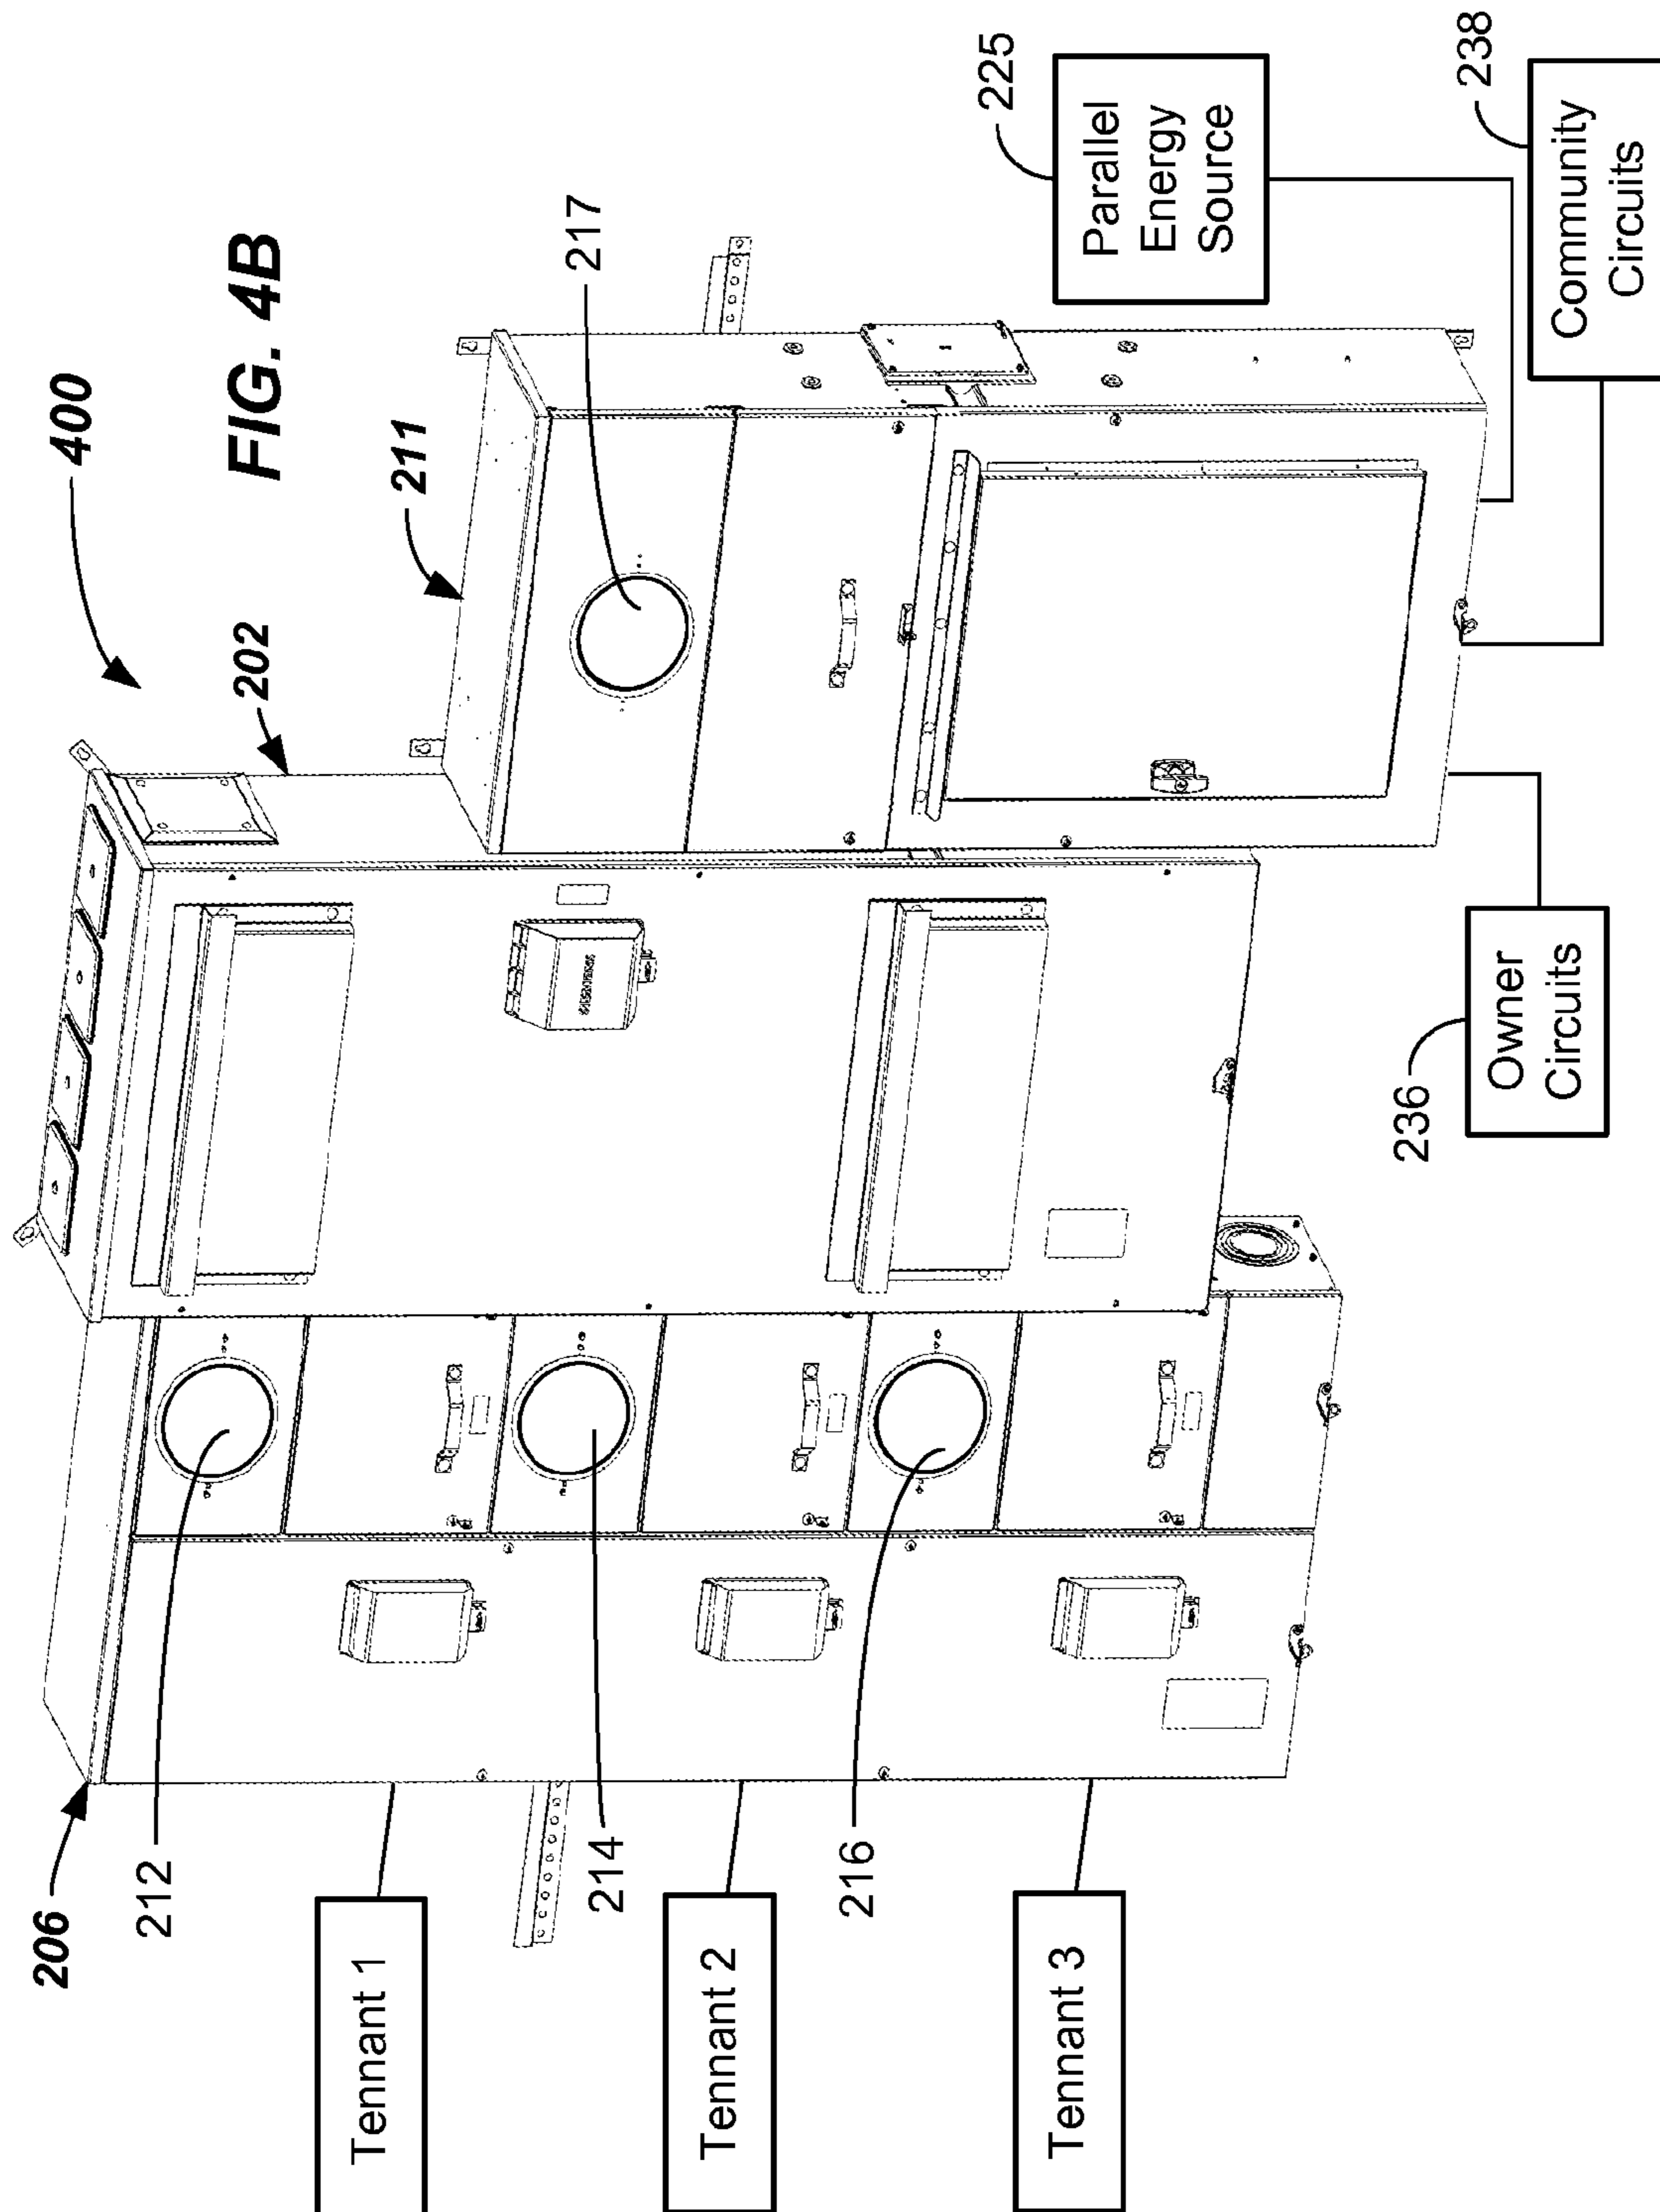 400
FIG. 4B
206
202
211
212
214
216
217
Tennant 1
Tennant 2
Tennant 3
225
Parallel
Energy
Source
238
Community
Circuits
236
Owner
Circuits